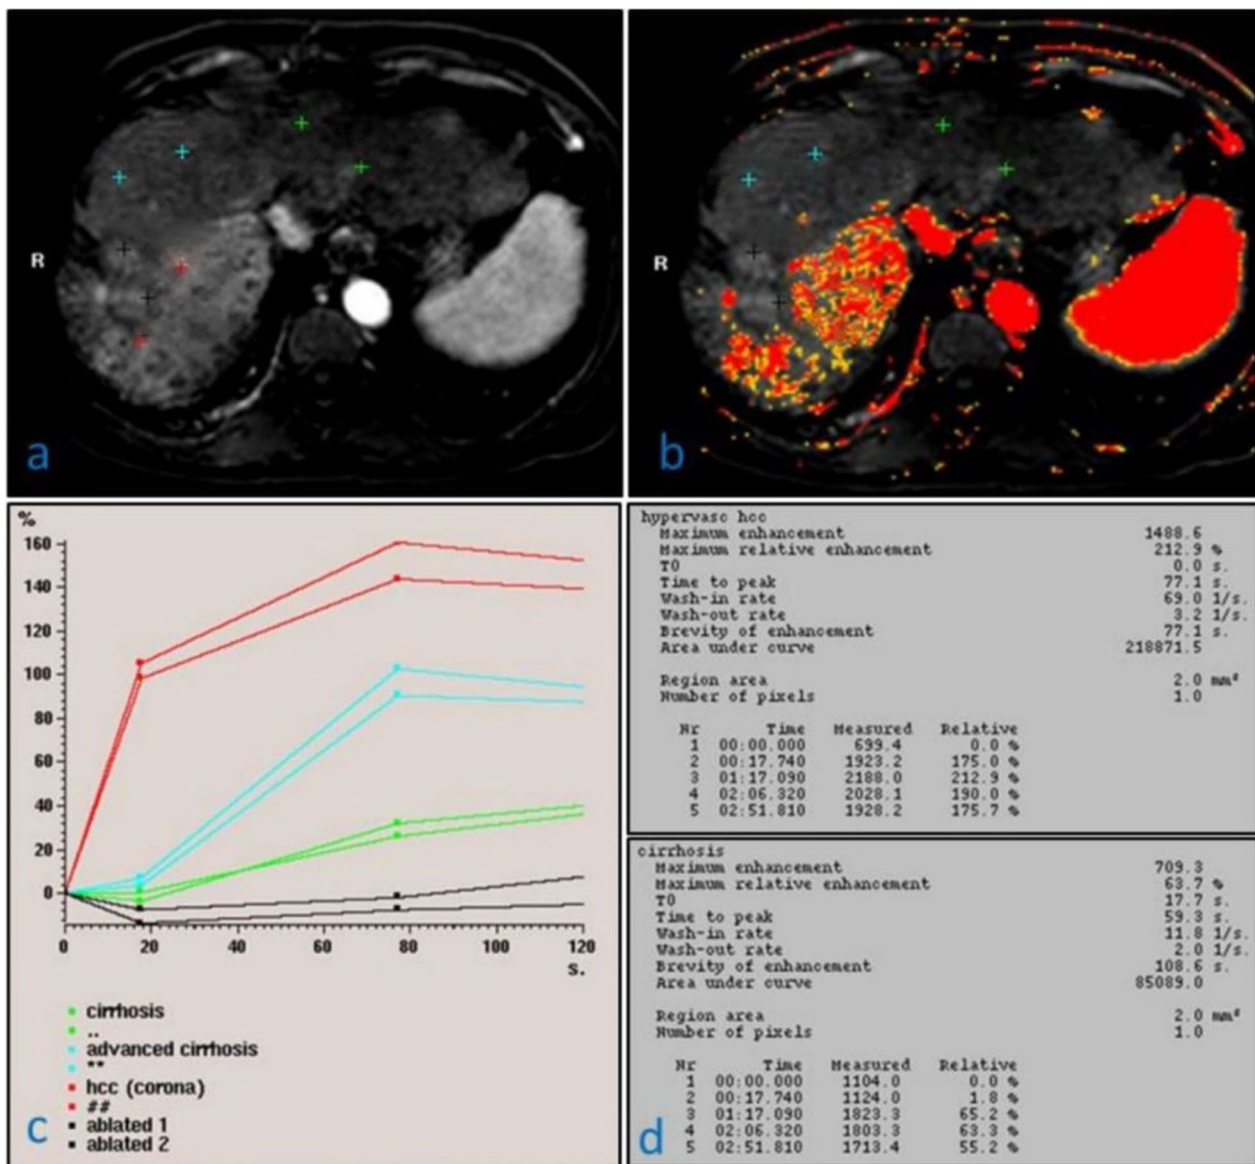 R
a
R
b
%
160
140
120
100
80
60
40
20
0
0 20 40 60 80 100 120
s.
cirrhosis
..
advanced cirrhosis
**
hcc (corona)
##
ablated 1
ablated 2
c
hypervasc hcc
Maximum enhancement 1488.6
Maximum relative enhancement 212.9 %
T0 0.0 s.
Time to peak 77.1 s.
Wash-in rate 69.0 1/s.
Wash-out rate 3.2 1/s.
Brevity of enhancement 77.1 s.
Area under curve 218871.5
Region area 2.0 mm²
Number of pixels 1.0
Nr Time Measured Relative
1 00:00.000 699.4 0.0 %
2 00:17.740 1923.2 175.0 %
3 01:17.090 2188.0 212.9 %
4 02:06.320 2028.1 190.0 %
5 02:51.810 1928.2 175.7 %
cirrhosis
Maximum enhancement 709.3
Maximum relative enhancement 63.7 %
T0 17.7 s.
Time to peak 59.3 s.
Wash-in rate 11.8 1/s.
Wash-out rate 2.0 1/s.
Brevity of enhancement 108.6 s.
Area under curve 85089.0
Region area 2.0 mm²
Number of pixels 1.0
Nr Time Measured Relative
1 00:00.000 1104.0 0.0 %
2 00:17.740 1124.0 1.8 %
3 01:17.090 1823.3 65.2 %
4 02:06.320 1803.3 63.3 %
5 02:51.810 1713.4 55.2 %
d